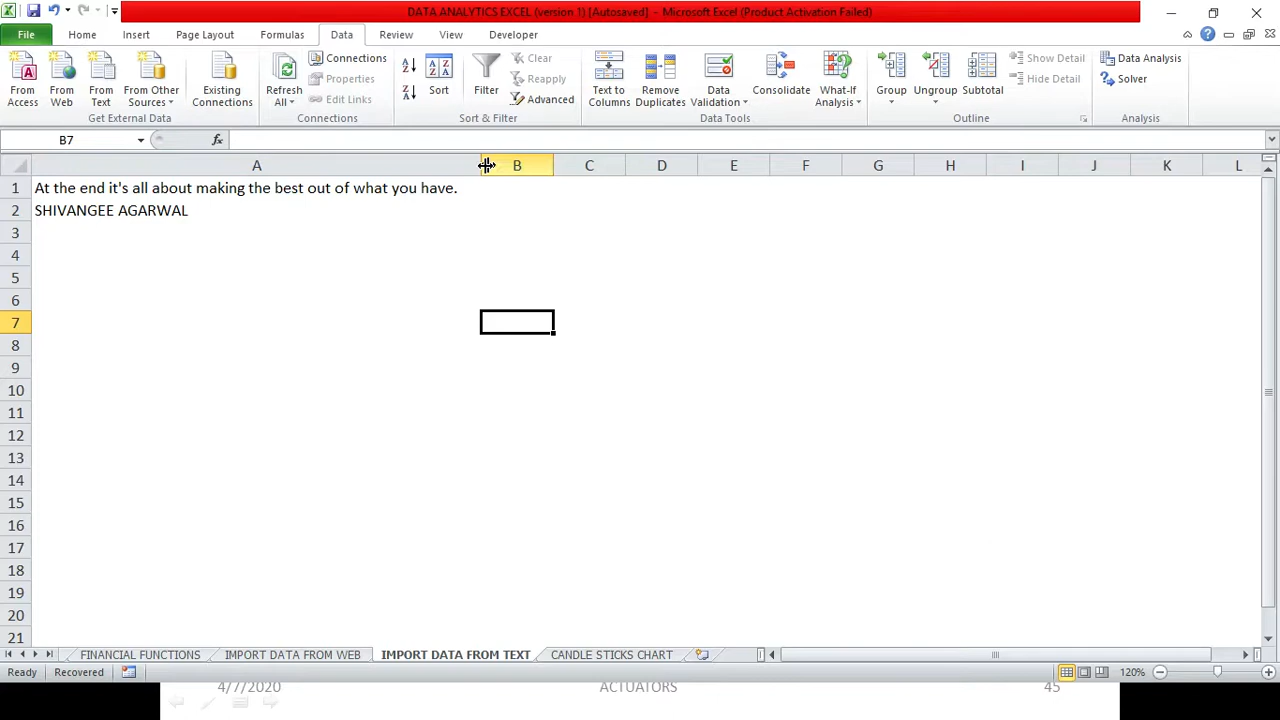 DATA ANALYTICS EXCEL (version 1) [Autosaved] - Microsoft Excel (Product Activation Failed)
File Home Insert Page Layout Formulas Data Review View Developer
From Access
From Web
From Text
From Other Sources
Existing Connections
Get External Data
Refresh All
Connections
Properties
Edit Links
Connections
Sort
Filter
Clear
Reapply
Advanced
Sort & Filter
Text to Columns
Remove Duplicates
Data Validation
Consolidate
What-If Analysis
Data Tools
Group
Ungroup
Subtotal
Show Detail
Hide Detail
Outline
Data Analysis
Solver
Analysis
B7 fx
A B C D E F G H I J K L
1 At the end it's all about making the best out of what you have.
2 SHIVANGEE AGARWAL
3
4
5
6
7
8
9
10
11
12
13
14
15
16
17
18
19
20
21
FINANCIAL FUNCTIONS IMPORT DATA FROM WEB IMPORT DATA FROM TEXT CANDLE STICKS CHART
Ready Recovered 120%
4/7/2020 ACTUATORS 45